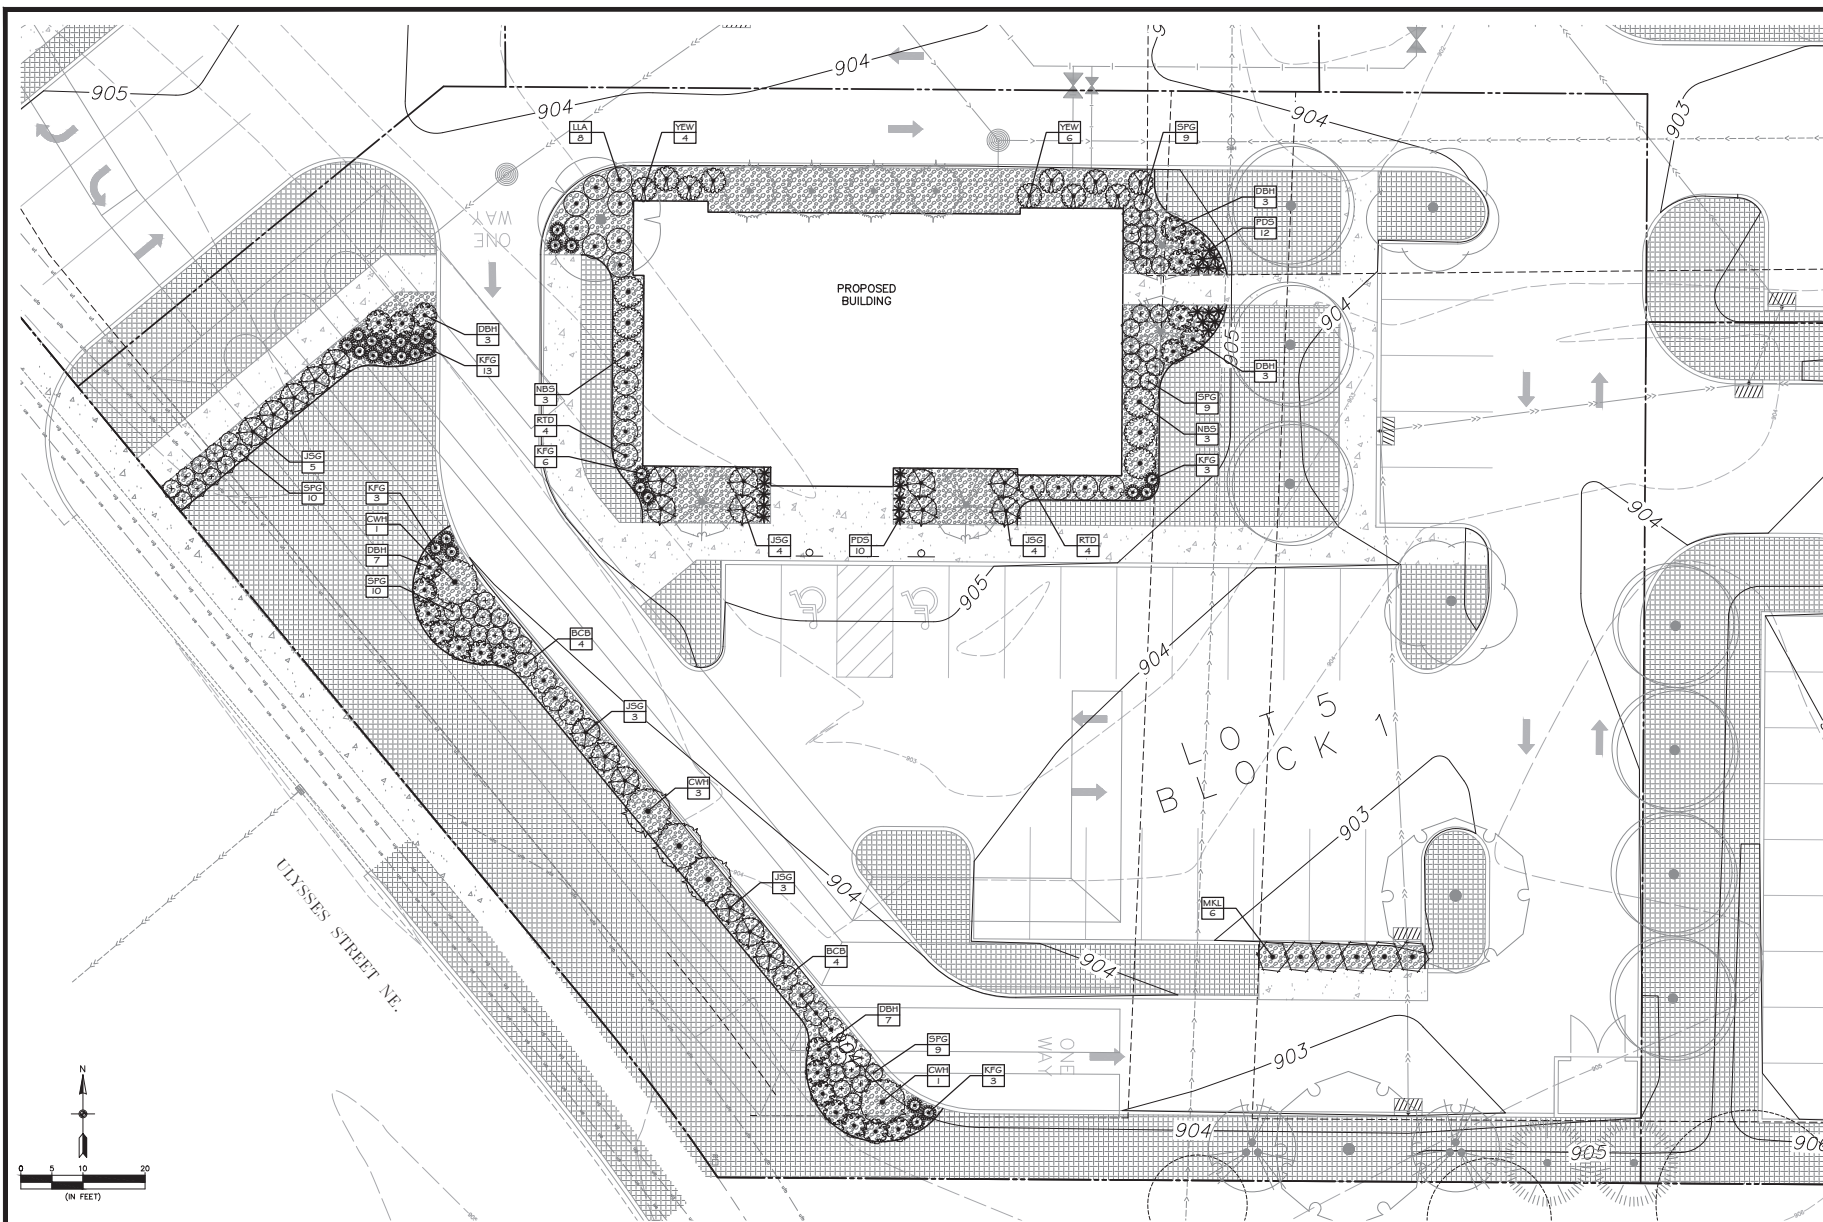 904
905
904
904
903
LLA
8
YEW
4
YEW
6
SPG
9
ONE
WAY
DBH
3
PDS
12
PROPOSED
BUILDING
904
905
DBH
3
KFG
13
DBH
3
NBS
3
RTD
4
KFG
6
SPG
9
NBS
3
KFG
3
JSG
5
SPG
10
KFG
3
CWH
1
DBH
7
SPG
10
JSG
4
PDS
10
JSG
4
RTD
4
904
905
904
BCB
4
JSG
3
LOT 5
BLOCK 1
CWH
3
903
JSG
3
904
MKL
6
BCB
4
904
ULYSSES STREET NE.
DBH
7
SPG
9
CWH
1
KFG
3
ONE
WAY
903
904
905
906
N
0 5 10 20
(IN FEET)